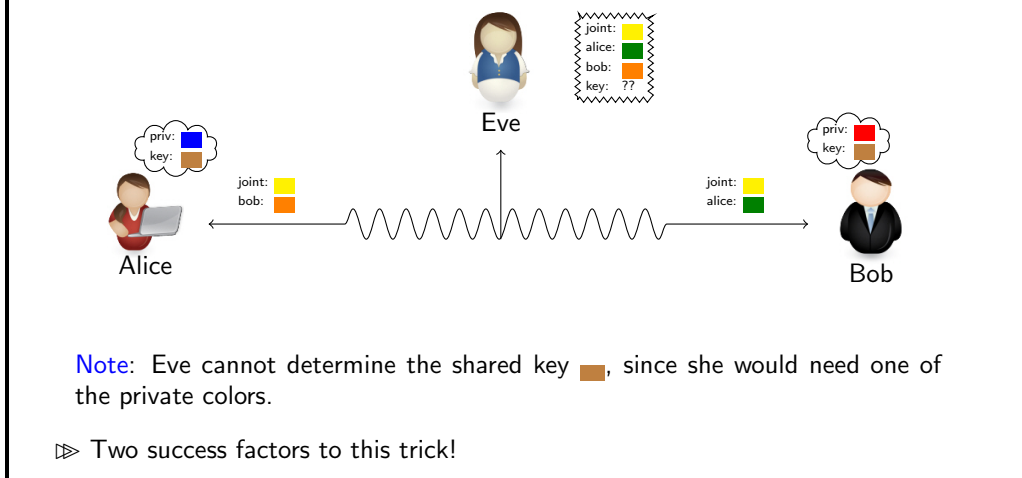 joint:
alice:
bob:
key: ??
Eve
priv:
key:
priv:
key:
joint:
bob:
joint:
alice:
Alice
Bob
Note: Eve cannot determine the shared key , since she would need one of
the private colors.
Two success factors to this trick!